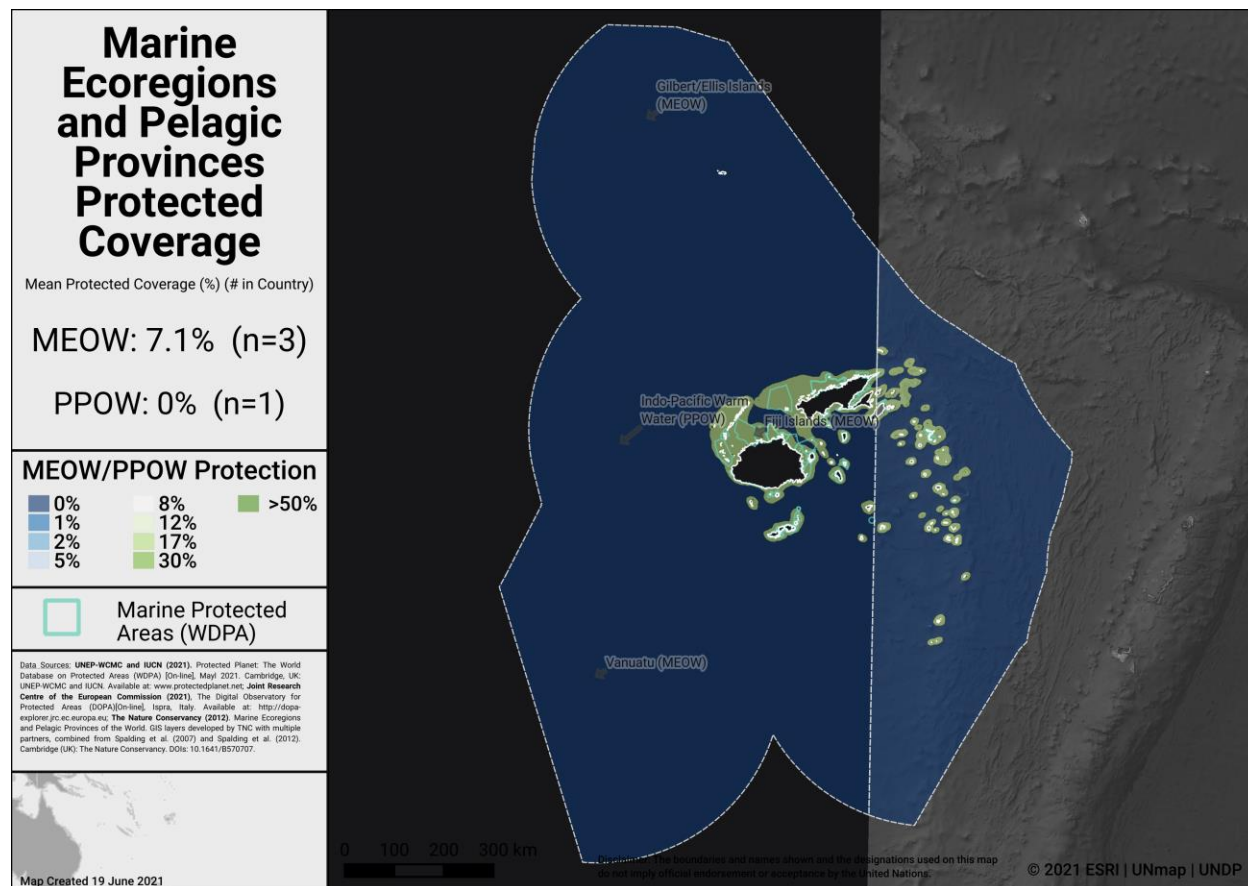 Marine
Ecoregions
and Pelagic
Provinces
Protected
Coverage
Mean Protected Coverage (%) (# in Country)
MEOW: 7.1% (n=3)
PPOW: 0% (n=1)
MEOW/PPOW Protection
0%
1%
2%
5%
8%
12%
17%
30%
>50%
Marine Protected
Areas (WDPA)
Data Sources: UNEP-WCMC and IUCN (2021). Protected Planet: The World
Database on Protected Areas (WDPA) [On-line], Mayl 2021. Cambridge, UK:
UNEP-WCMC and IUCN. Available at: www.protectedplanet.net; Joint Research
Centre of the European Commission (2021), The Digital Observatory for
Protected Areas (DOPA)[On-line], Ispra, Italy. Available at: http://dopa-
explorer.jrc.ec.europa.eu; The Nature Conservancy (2012). Marine Ecoregions
and Pelagic Provinces of the World. GIS layers developed by TNC with multiple
partners, combined from Spalding et al. (2007) and Spalding et al. (2012).
Cambridge (UK): The Nature Conservancy. DOIs: 10.1641/B570707.
Map Created 19 June 2021
Gilbert/Ellis Islands
(MEOW)
Indo-Pacific Warm
Water (PPOW)
Fiji Islands (MEOW)
Vanuatu (MEOW)
0 100 200 300 km
Disclaimer: The boundaries and names shown and the designations used on this map
do not imply official endorsement or acceptance by the United Nations.
© 2021 ESRI | UNmap | UNDP